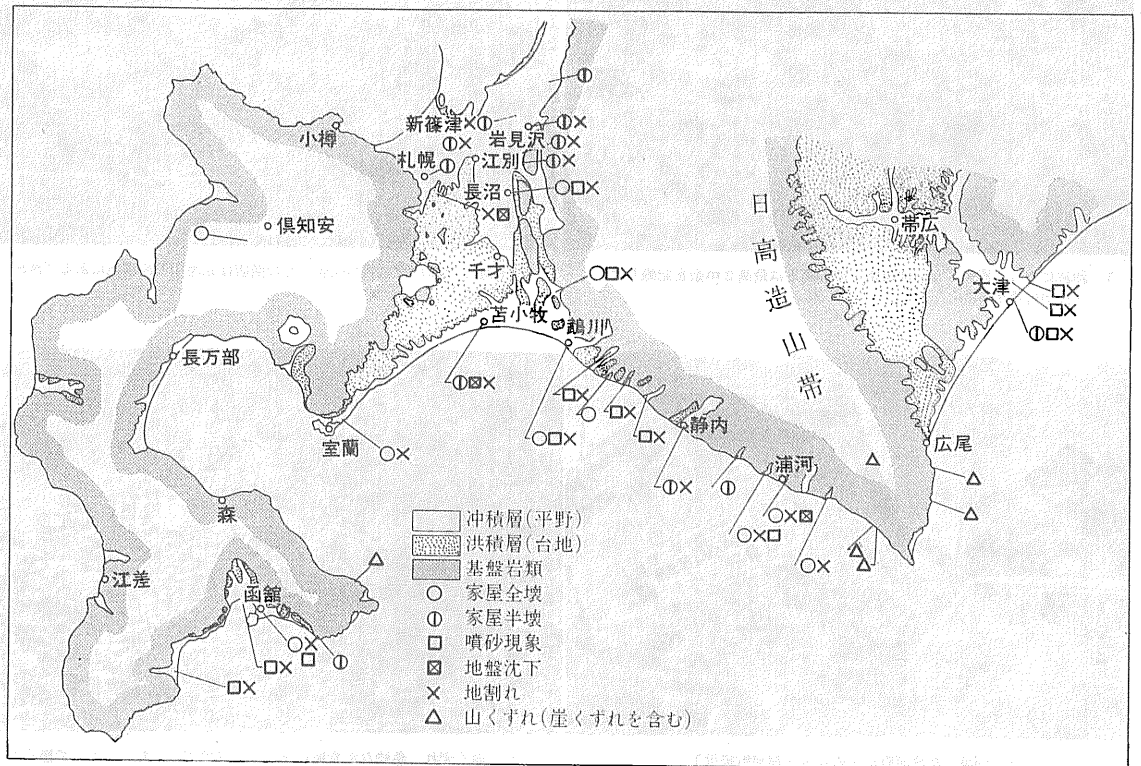 小樽
新篠津
岩見沢
札幌
江別
長沼
倶知安
千才
苫小牧
鵡川
日高造山帯
帯広
大津
長万部
室蘭
静内
広尾
浦河
森
江差
函館
冲積層(平野)
洪積層(台地)
基盤岩類
家屋全壊
家屋半壊
噴砂現象
地盤沈下
地割れ
山くずれ(崖くずれを含む)